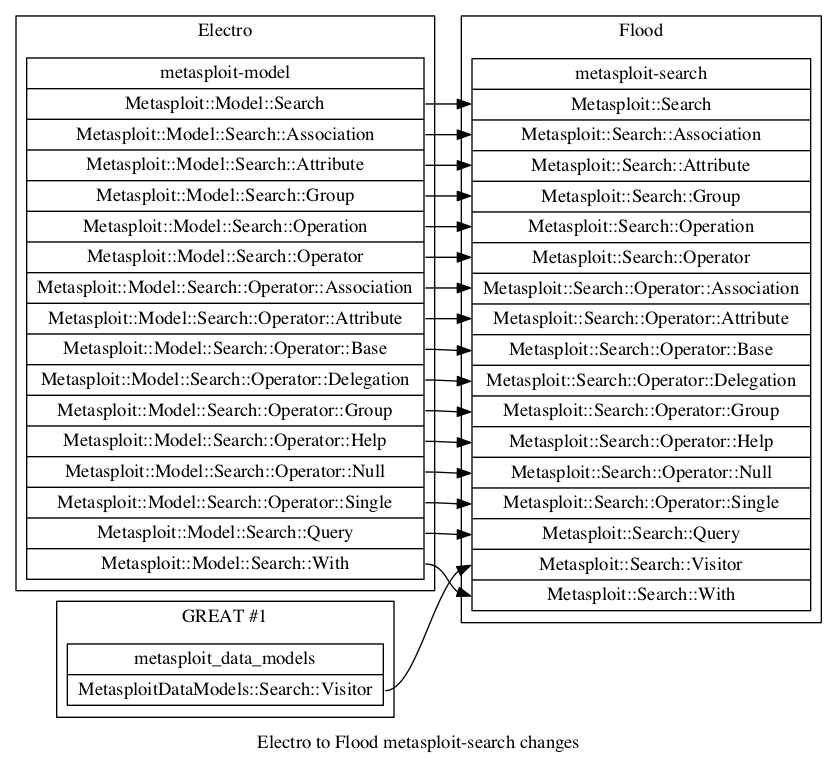 Electro
metasploit-model
Metasploit::Model::Search
Metasploit::Model::Search::Association
Metasploit::Model::Search::Attribute
Metasploit::Model::Search::Group
Metasploit::Model::Search::Operation
Metasploit::Model::Search::Operator
Metasploit::Model::Search::Operator::Association
Metasploit::Model::Search::Operator::Attribute
Metasploit::Model::Search::Operator::Base
Metasploit::Model::Search::Operator::Delegation
Metasploit::Model::Search::Operator::Group
Metasploit::Model::Search::Operator::Help
Metasploit::Model::Search::Operator::Null
Metasploit::Model::Search::Operator::Single
Metasploit::Model::Search::Query
Metasploit::Model::Search::With
Flood
metasploit-search
Metasploit::Search
Metasploit::Search::Association
Metasploit::Search::Attribute
Metasploit::Search::Group
Metasploit::Search::Operation
Metasploit::Search::Operator
Metasploit::Search::Operator::Association
Metasploit::Search::Operator::Attribute
Metasploit::Search::Operator::Base
Metasploit::Search::Operator::Delegation
Metasploit::Search::Operator::Group
Metasploit::Search::Operator::Help
Metasploit::Search::Operator::Null
Metasploit::Search::Operator::Single
Metasploit::Search::Query
Metasploit::Search::Visitor
Metasploit::Search::With
GREAT #1
metasploit_data_models
MetasploitDataModels::Search::Visitor
Electro to Flood metasploit-search changes